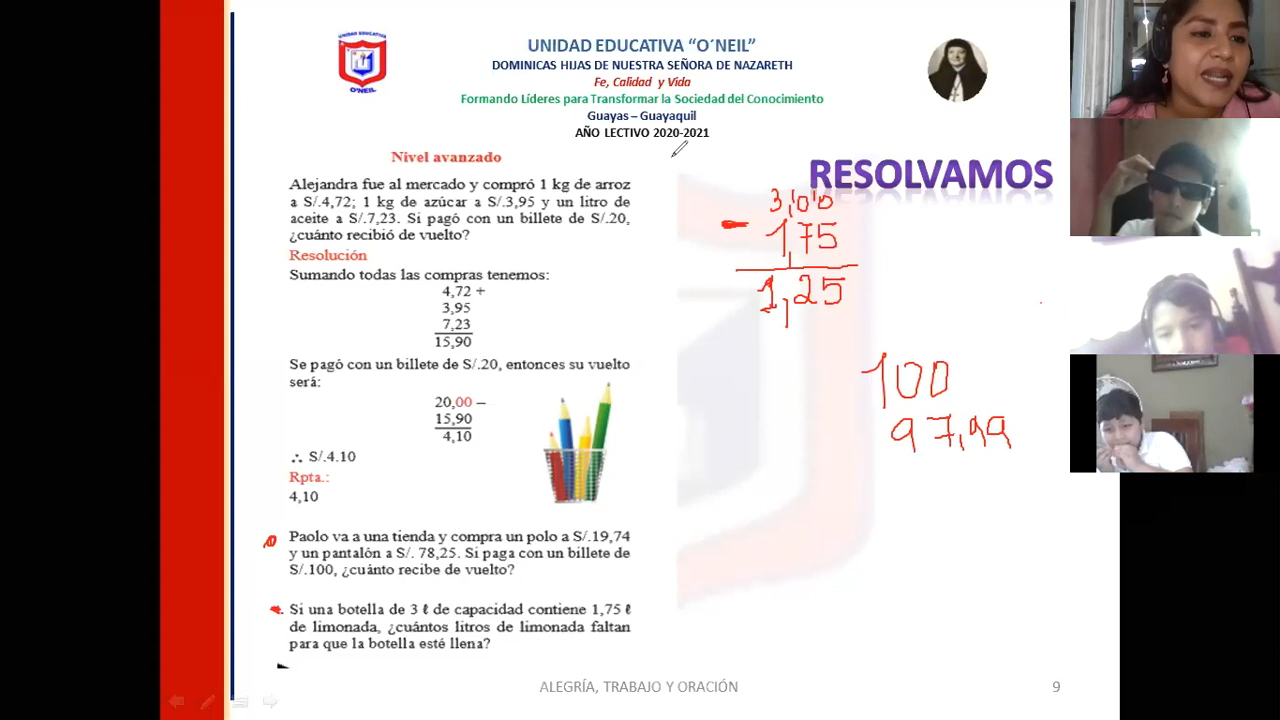 UNIDAD EDUCATIVA
O'NEIL
UNIDAD EDUCATIVA “O´NEIL”
DOMINICAS HIJAS DE NUESTRA SEÑORA DE NAZARETH
Fe, Calidad y Vida
Formando Líderes para Transformar la Sociedad del Conocimiento
Guayas – Guayaquil
AÑO LECTIVO 2020-2021
Nivel avanzado
Alejandra fue al mercado y compró 1 kg de arroz
a S/.4,72; 1 kg de azúcar a S/.3,95 y un litro de
aceite a S/.7,23. Si pagó con un billete de S/.20,
¿cuánto recibió de vuelto?
Resolución
Sumando todas las compras tenemos:
4,72 +
3,95
7,23
15,90
Se pagó con un billete de S/.20, entonces su vuelto
será:
20,00 –
15,90
4,10
∴ S/.4.10
Rpta.:
4,10
Paolo va a una tienda y compra un polo a S/.19,74
y un pantalón a S/. 78,25. Si paga con un billete de
S/.100, ¿cuánto recibe de vuelto?
Si una botella de 3 ℓ de capacidad contiene 1,75 ℓ
de limonada, ¿cuántos litros de limonada faltan
para que la botella esté llena?
RESOLVAMOS
3,00
- 1,75
1,25
100
97,99
ALEGRÍA, TRABAJO Y ORACIÓN
9